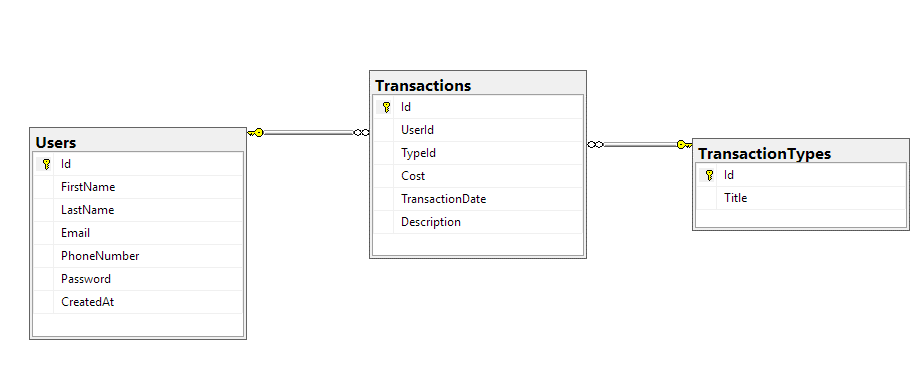 Users
Id
FirstName
LastName
Email
PhoneNumber
Password
CreatedAt
Transactions
Id
UserId
TypeId
Cost
TransactionDate
Description
TransactionTypes
Id
Title